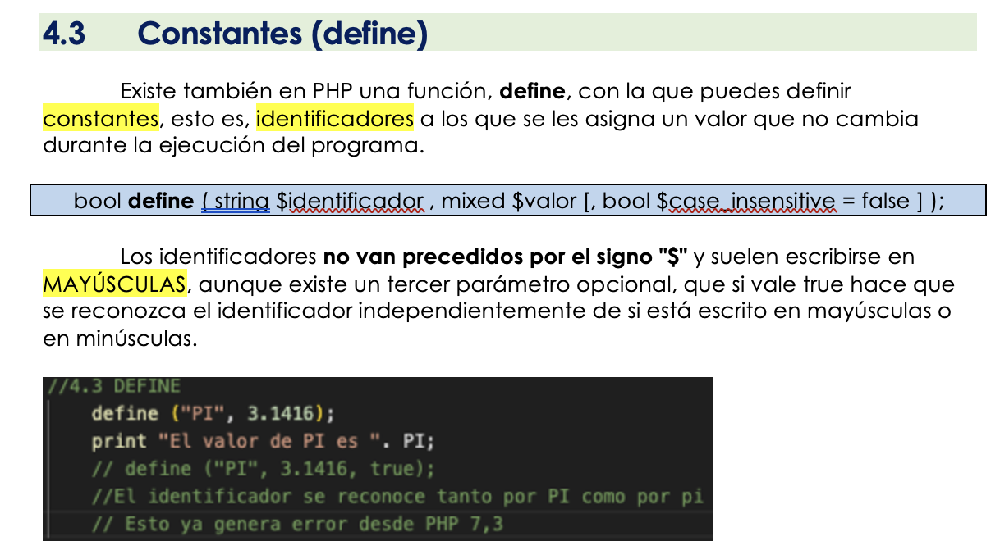 4.3 Constantes (define)
Existe también en PHP una función, define, con la que puedes definir
constantes, esto es, identificadores a los que se les asigna un valor que no cambia
durante la ejecución del programa.
bool define ( string $identificador , mixed $valor [, bool $case_insensitive = false ] );
Los identificadores no van precedidos por el signo "$" y suelen escribirse en
MAYÚSCULAS, aunque existe un tercer parámetro opcional, que si vale true hace que
se reconozca el identificador independientemente de si está escrito en mayúsculas o
en minúsculas.
//4.3 DEFINE
define ("PI", 3.1416);
print "El valor de PI es ". PI;
// define ("PI", 3.1416, true);
//El identificador se reconoce tanto por PI como por pi
// Esto ya genera error desde PHP 7,3